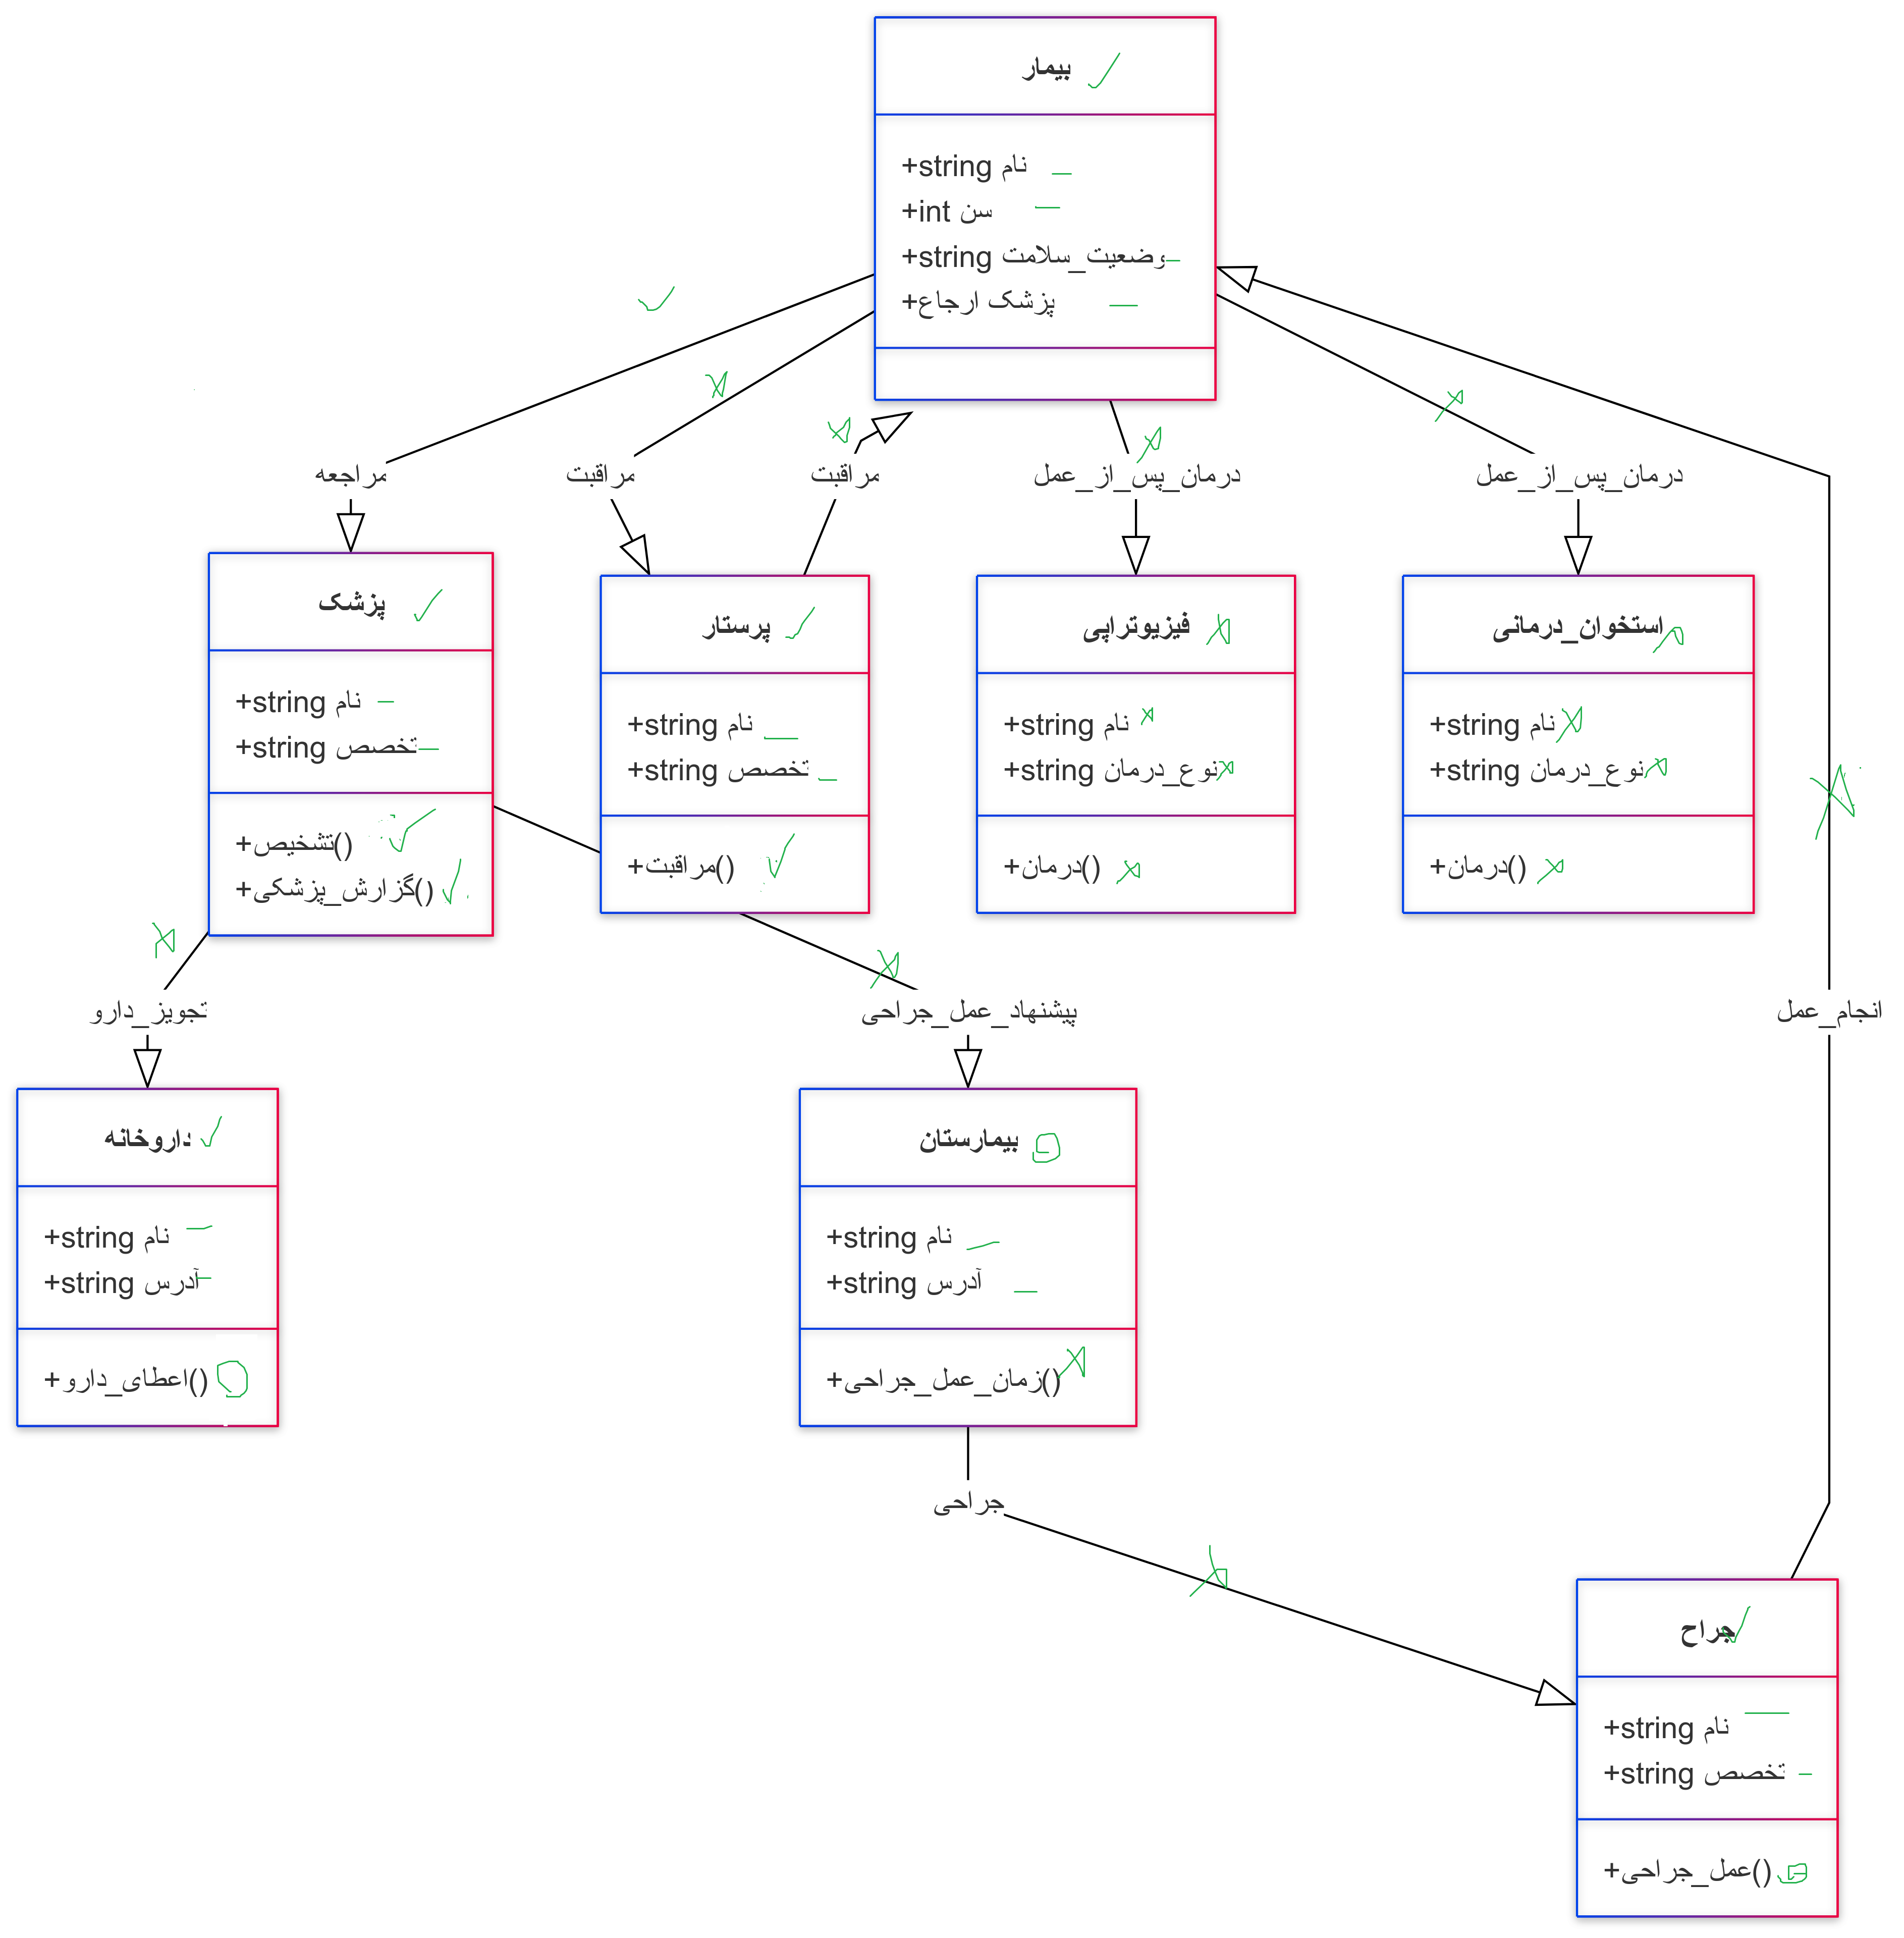 بیمار
+string نام
+int سن
+string وضعیت_سلامت
+پزشک ارجاع
مراجعه
مراقبت
مراقبت
درمان_پس_از_عمل
درمان_پس_از_عمل
پزشک
+string نام
+string تخصص
+تشخیص()
+گزارش_پزشکی()
پرستار
+string نام
+string تخصص
+مراقبت()
فیزیوتراپی
+string نام
+string نوع_درمان
+درمان()
استخوان_درمانی
+string نام
+string نوع_درمان
+درمان()
تجویز_دارو
پیشنهاد_عمل_جراحی
انجام_عمل
داروخانه
+string نام
+string آدرس
+اعطای_دارو()
بیمارستان
+string نام
+string آدرس
+زمان_عمل_جراحی()
جراحی
جراح
+string نام
+string تخصص
+عمل_جراحی()